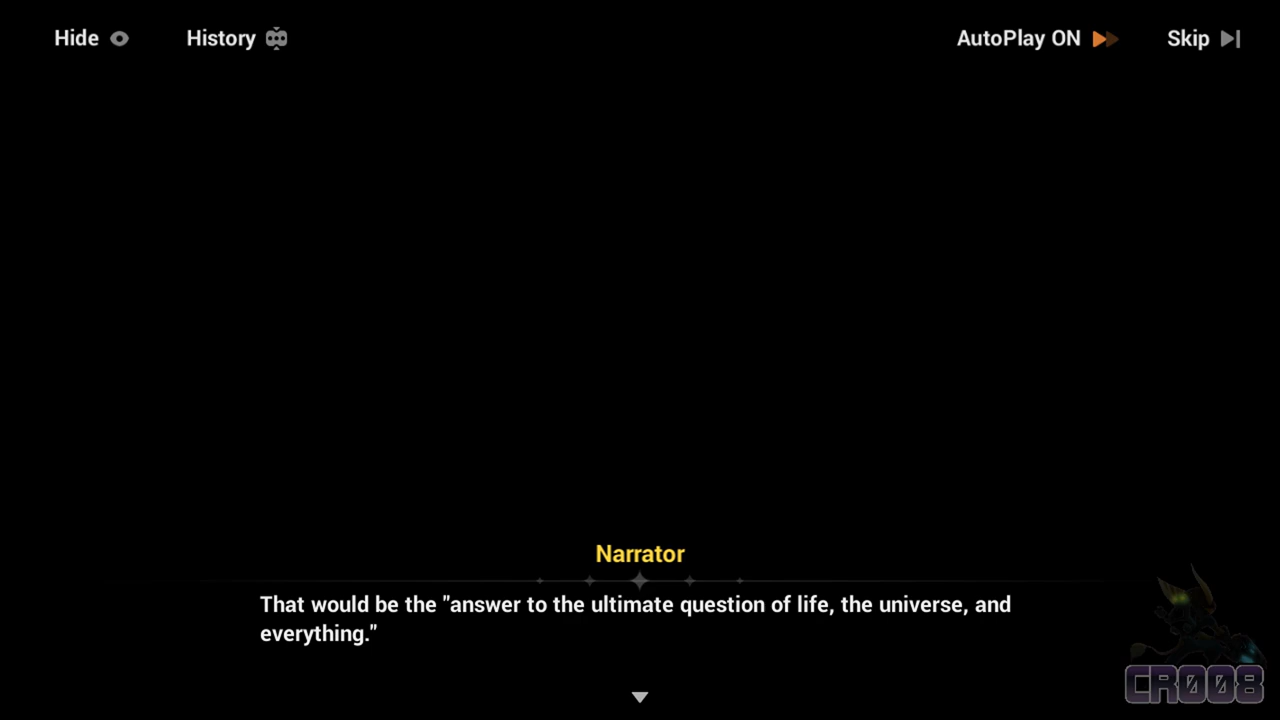 Hide
History
AutoPlay ON
Skip
Narrator
That would be the "answer to the ultimate question of life, the universe, and
everything."
CR008